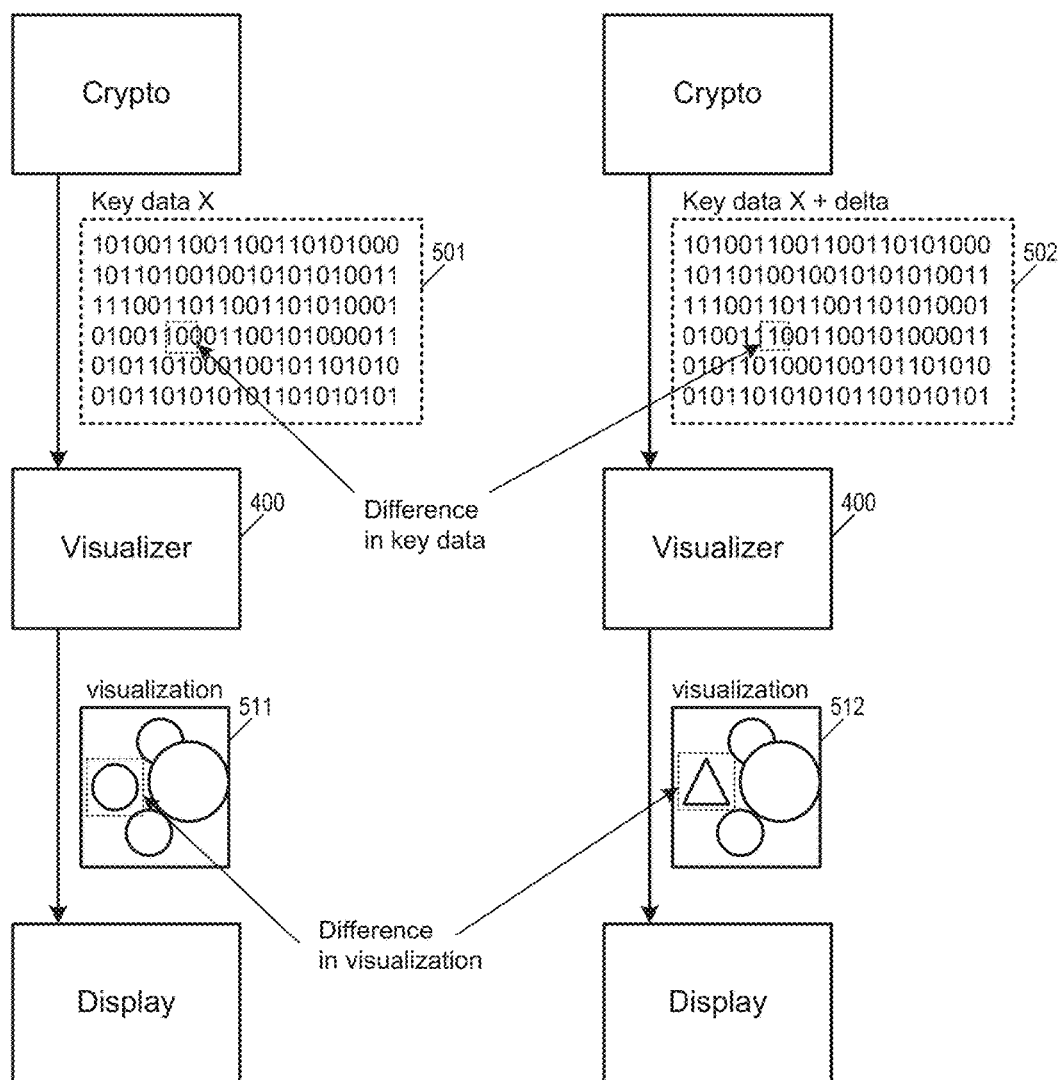 Crypto
Crypto
Key data X
Key data X + delta
1010011001100110101000
1011010010010101010011
1110011011001101010001
0100110001100101000011
0101101000100101101010
0101101010101101010101
501
1010011001100110101000
1011010010010101010011
1110011011001101010001
0100111001100101000011
0101101000100101101010
0101101010101101010101
502
Visualizer
400
Difference
in key data
Visualizer
400
visualization
511
visualization
512
Difference
in visualization
Display
Display